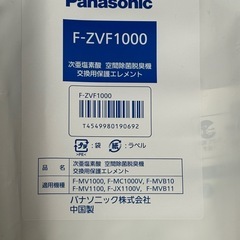 Panasonic
F-ZVF1000
次亜塩素酸 空間除菌脱臭機
交換用保護エレメント
F-ZVF1000
T4549980190692
プラ :袋 紙 :ラベル
>PE<
品名 次亜塩素酸 空間除菌脱臭機 交換用保護エレメント
適用機種 F-MV1000, F-MC1000V, F-MVB10
F-MV1100, F-JX1100V, F-MVB11
パナソニック株式会社
中国製